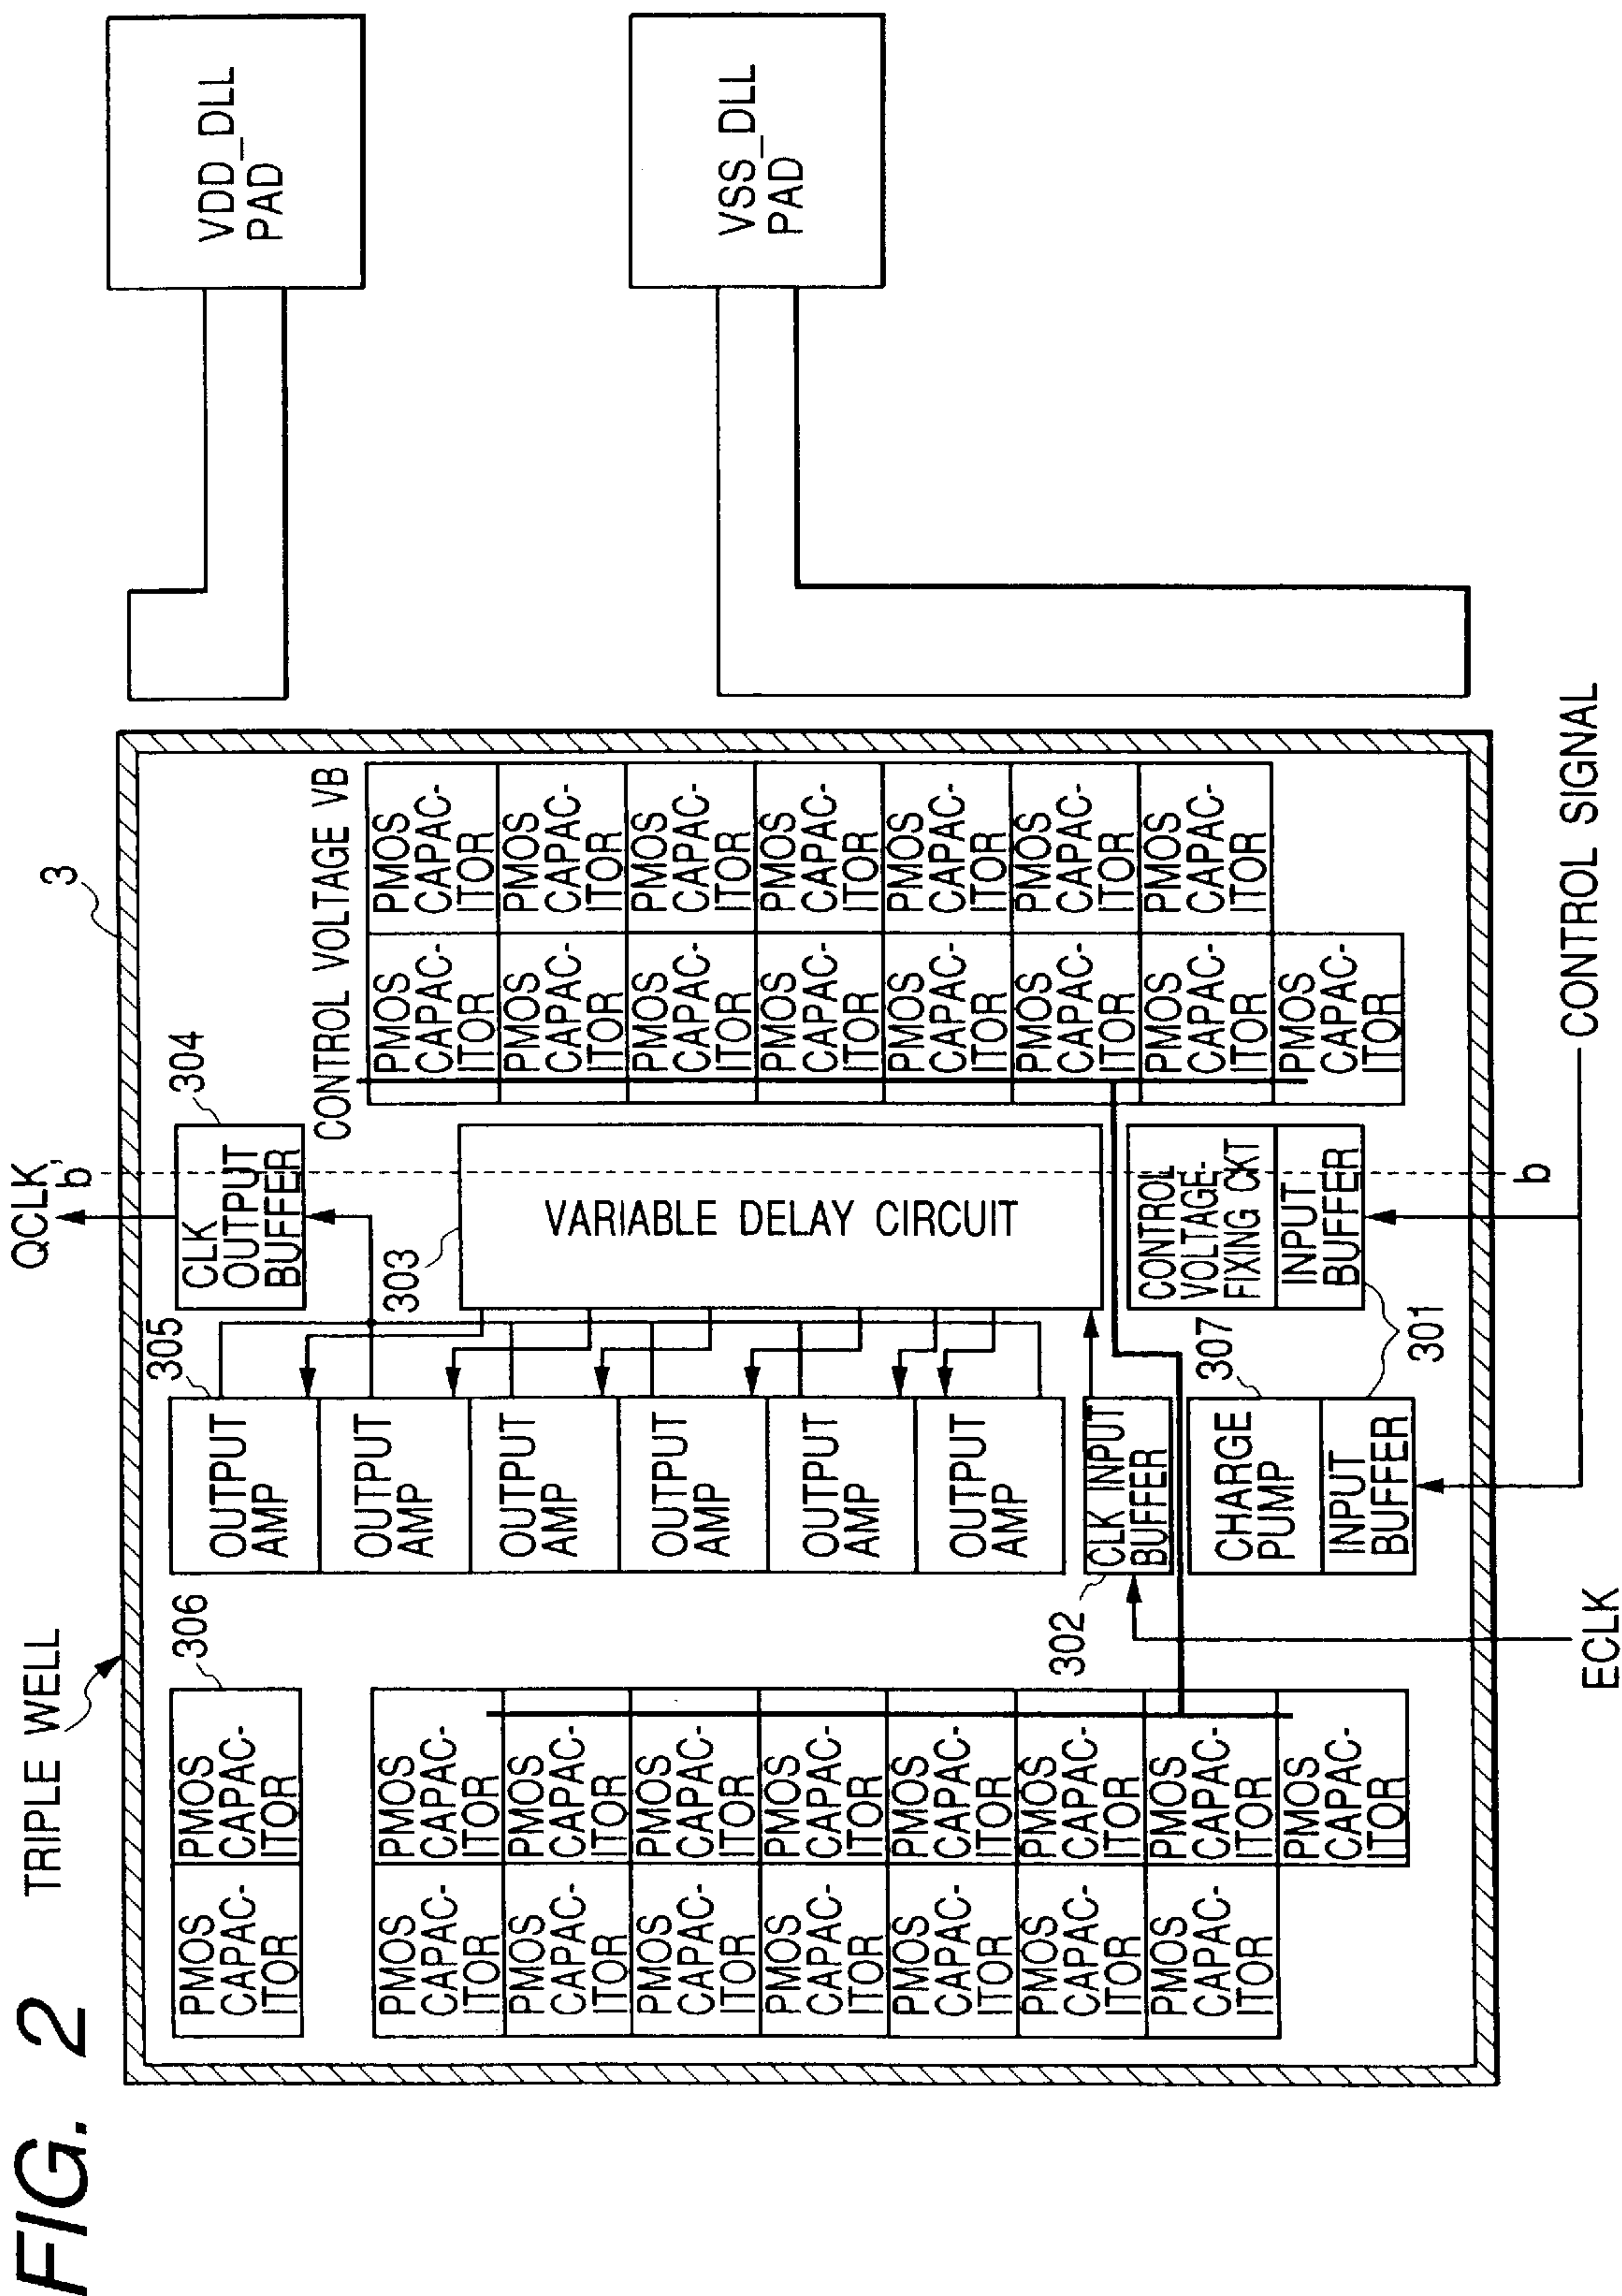 FIG. 2
TRIPLE WELL
3
QCLK
b'
VDD_DLL
PAD
PMOS
CAPAC-
ITOR
PMOS
CAPAC-
ITOR
306
305
OUTPUT
AMP
304
CLK
OUTPUT
BUFFER
CONTROL VOLTAGE VB
PMOS
CAPAC-
ITOR
PMOS
CAPAC-
ITOR
PMOS
CAPAC-
ITOR
PMOS
CAPAC-
ITOR
OUTPUT
AMP
303
PMOS
CAPAC-
ITOR
PMOS
CAPAC-
ITOR
PMOS
CAPAC-
ITOR
PMOS
CAPAC-
ITOR
OUTPUT
AMP
VARIABLE DELAY CIRCUIT
PMOS
CAPAC-
ITOR
PMOS
CAPAC-
ITOR
PMOS
CAPAC-
ITOR
PMOS
CAPAC-
ITOR
OUTPUT
AMP
VSS_DLL
PAD
PMOS
CAPAC-
ITOR
PMOS
CAPAC-
ITOR
PMOS
CAPAC-
ITOR
PMOS
CAPAC-
ITOR
OUTPUT
AMP
PMOS
CAPAC-
ITOR
PMOS
CAPAC-
ITOR
PMOS
CAPAC-
ITOR
PMOS
CAPAC-
ITOR
OUTPUT
AMP
PMOS
CAPAC-
ITOR
PMOS
CAPAC-
ITOR
PMOS
CAPAC-
ITOR
PMOS
CAPAC-
ITOR
302
CLK INPUT
BUFFER
PMOS
CAPAC-
ITOR
PMOS
CAPAC-
ITOR
PMOS
CAPAC-
ITOR
PMOS
CAPAC-
ITOR
307
CHARGE
PUMP
CONTROL
VOLTAGE-
FIXING CKT
PMOS
CAPAC-
ITOR
PMOS
CAPAC-
ITOR
INPUT
BUFFER
INPUT
BUFFER
301
b
ECLK
CONTROL SIGNAL